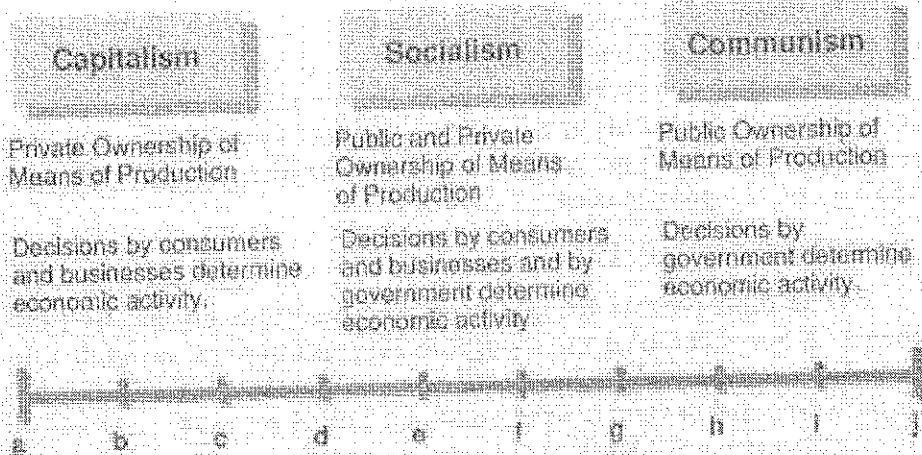 Capitalism
Socialism
Communism
Private Ownership of
Means of Production
Public and Private
Ownership of Means
of Production
Public Ownership of
Means of Production
Decisions by consumers
and businesses determine
economic activity.
Decisions by consumers
and businesses and by
government determine
economic activity
Decisions by
government determine
economic activity.
a b c d e f g h i j